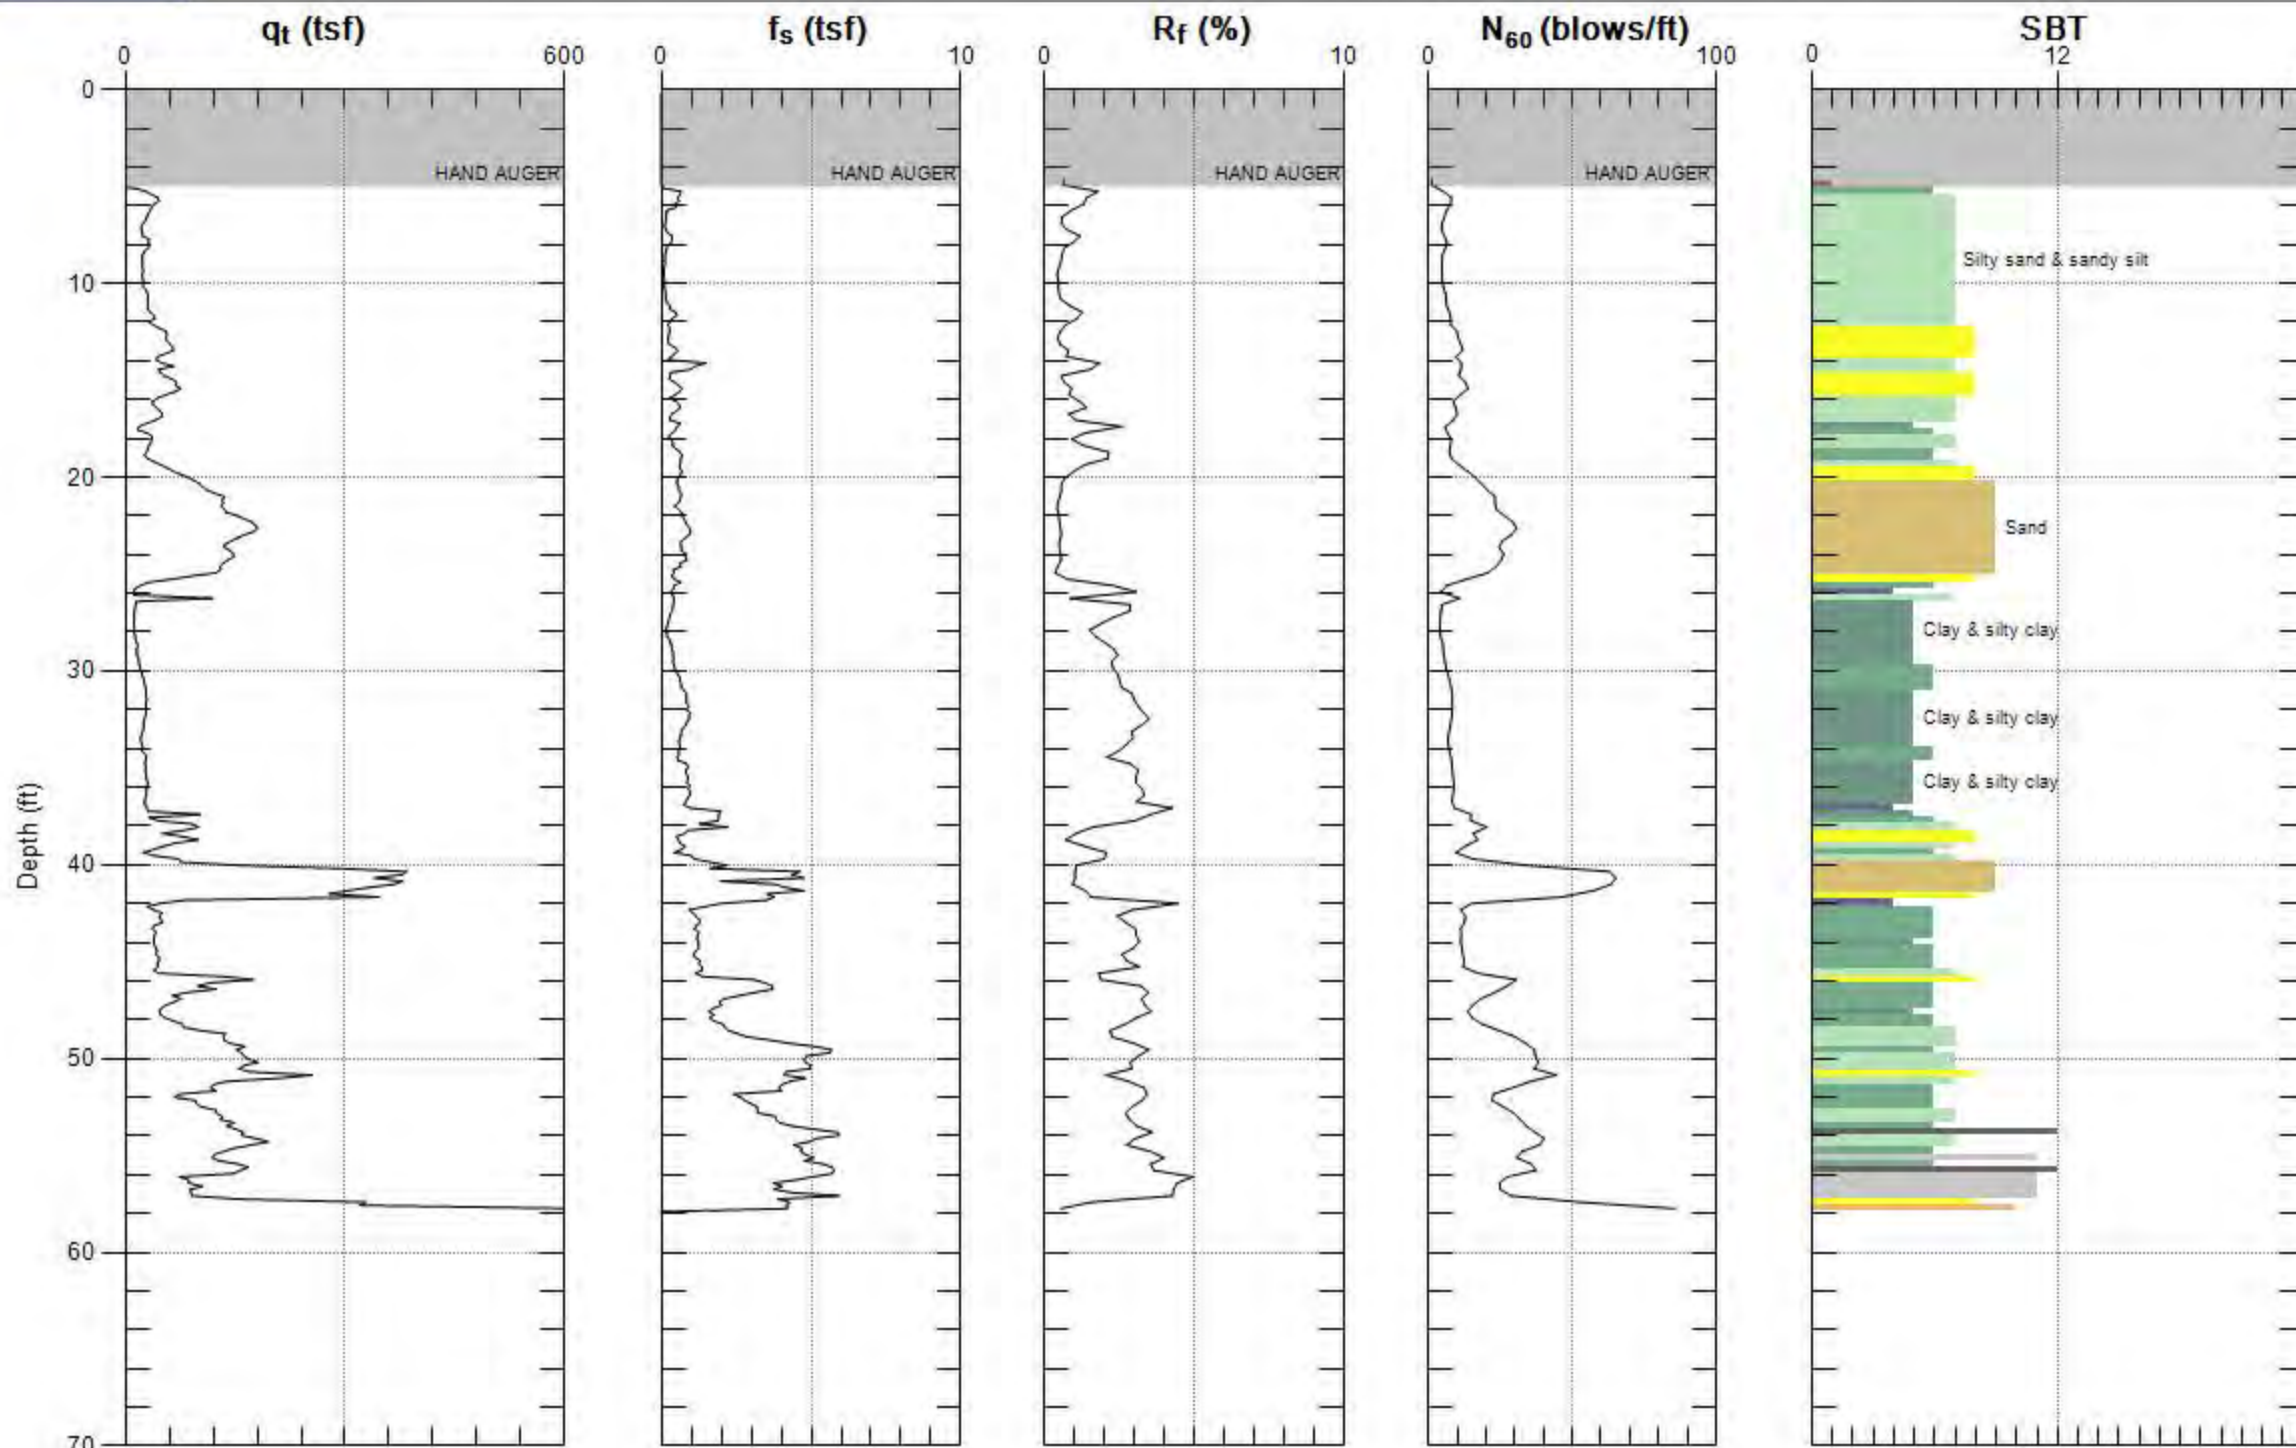 qt (tsf) fs (tsf) Rf (%) N60 (blows/ft) SBT
0 600 0 10 0 10 0 100 0 12
0
HAND AUGER HAND AUGER HAND AUGER HAND AUGER
Silty sand & sandy silt
10
20
Sand
Clay & silty clay
30
Clay & silty clay
Clay & silty clay
Depth (ft)
40
50
60
70